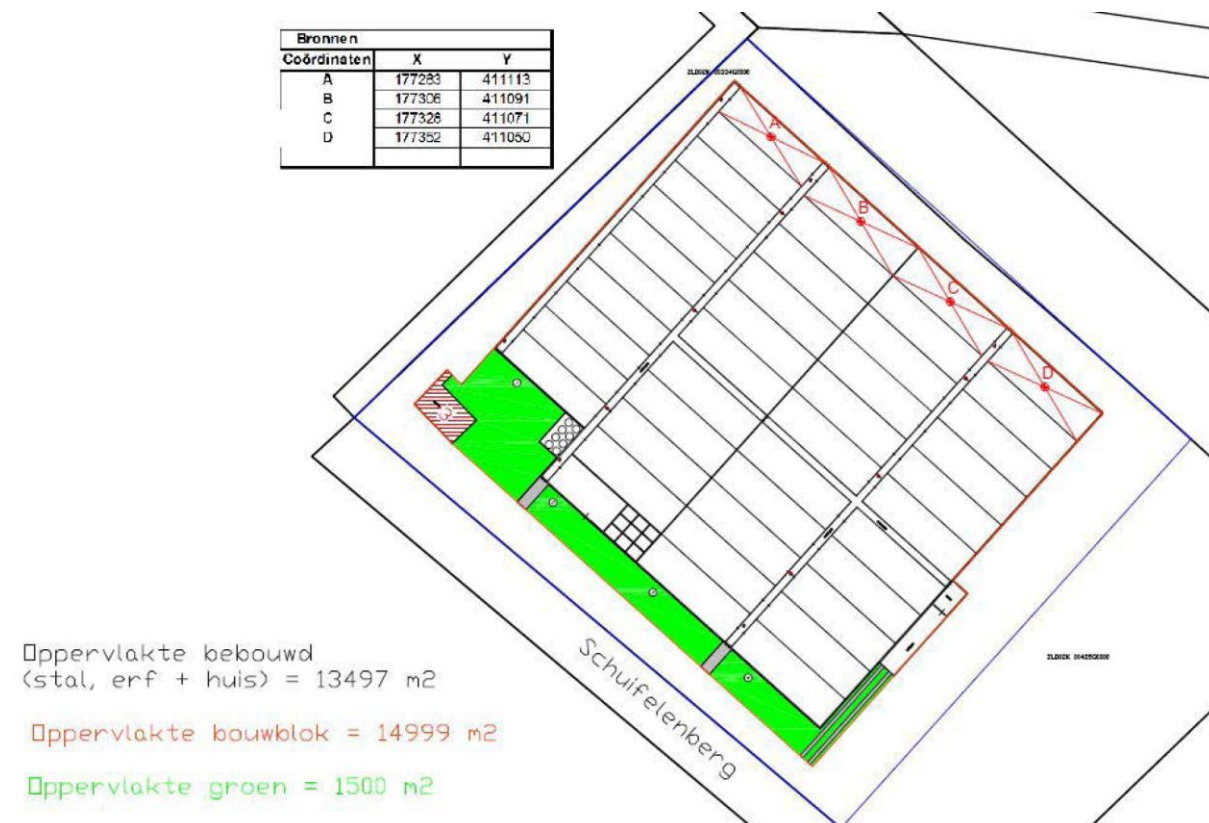 Bronnen
Coördinaten X Y
A 177283 411113
B 177306 411091
C 177328 411071
D 177352 411050
A
B
C
D
Schuifelenberg
Oppervlakte bebouwd
(stal, erf + huis) = 13497 m2
Oppervlakte bouwblok = 14999 m2
Oppervlakte groen = 1500 m2